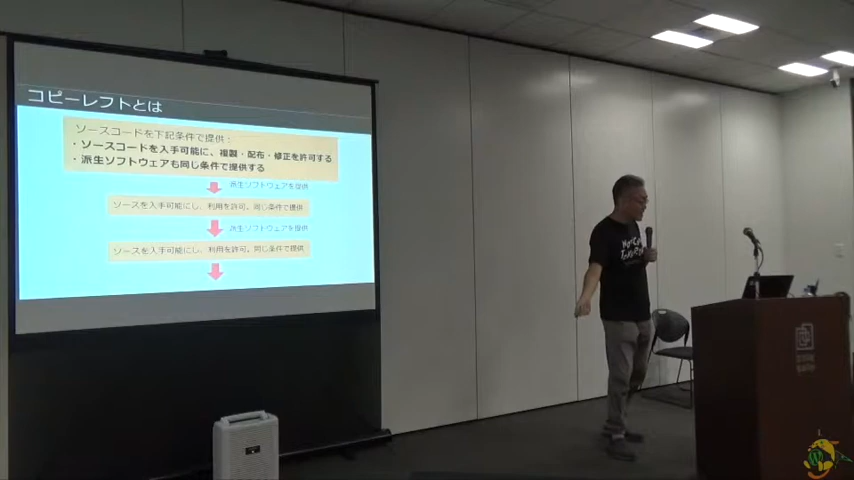 コピーレフトとは
ソースコードを下記条件で提供:
・ソースコードを入手可能に、複製・配布・修正を許可する
・派生ソフトウェアも同じ条件で提供する
派生ソフトウェアを提供
ソースを入手可能にし、利用を許可、同じ条件で提供
派生ソフトウェアを提供
ソースを入手可能にし、利用を許可、同じ条件で提供